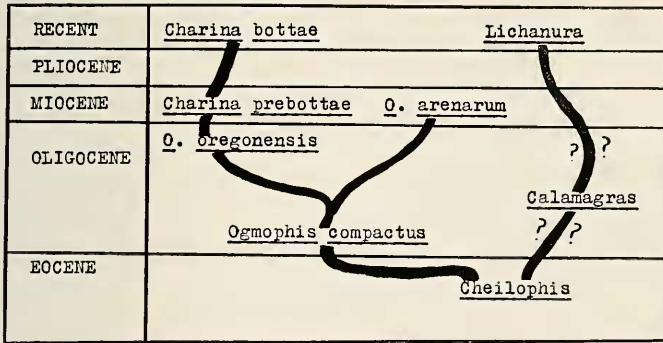 RECENT Charina bottae Lichanura
PLIOCENE
MIOCENE Charina prebottae O. arenarum
O. oregonensis
OLIGOCENE ? ?
Calamagras
Ogmophis compactus ? ?
EOCENE
Cheilophis